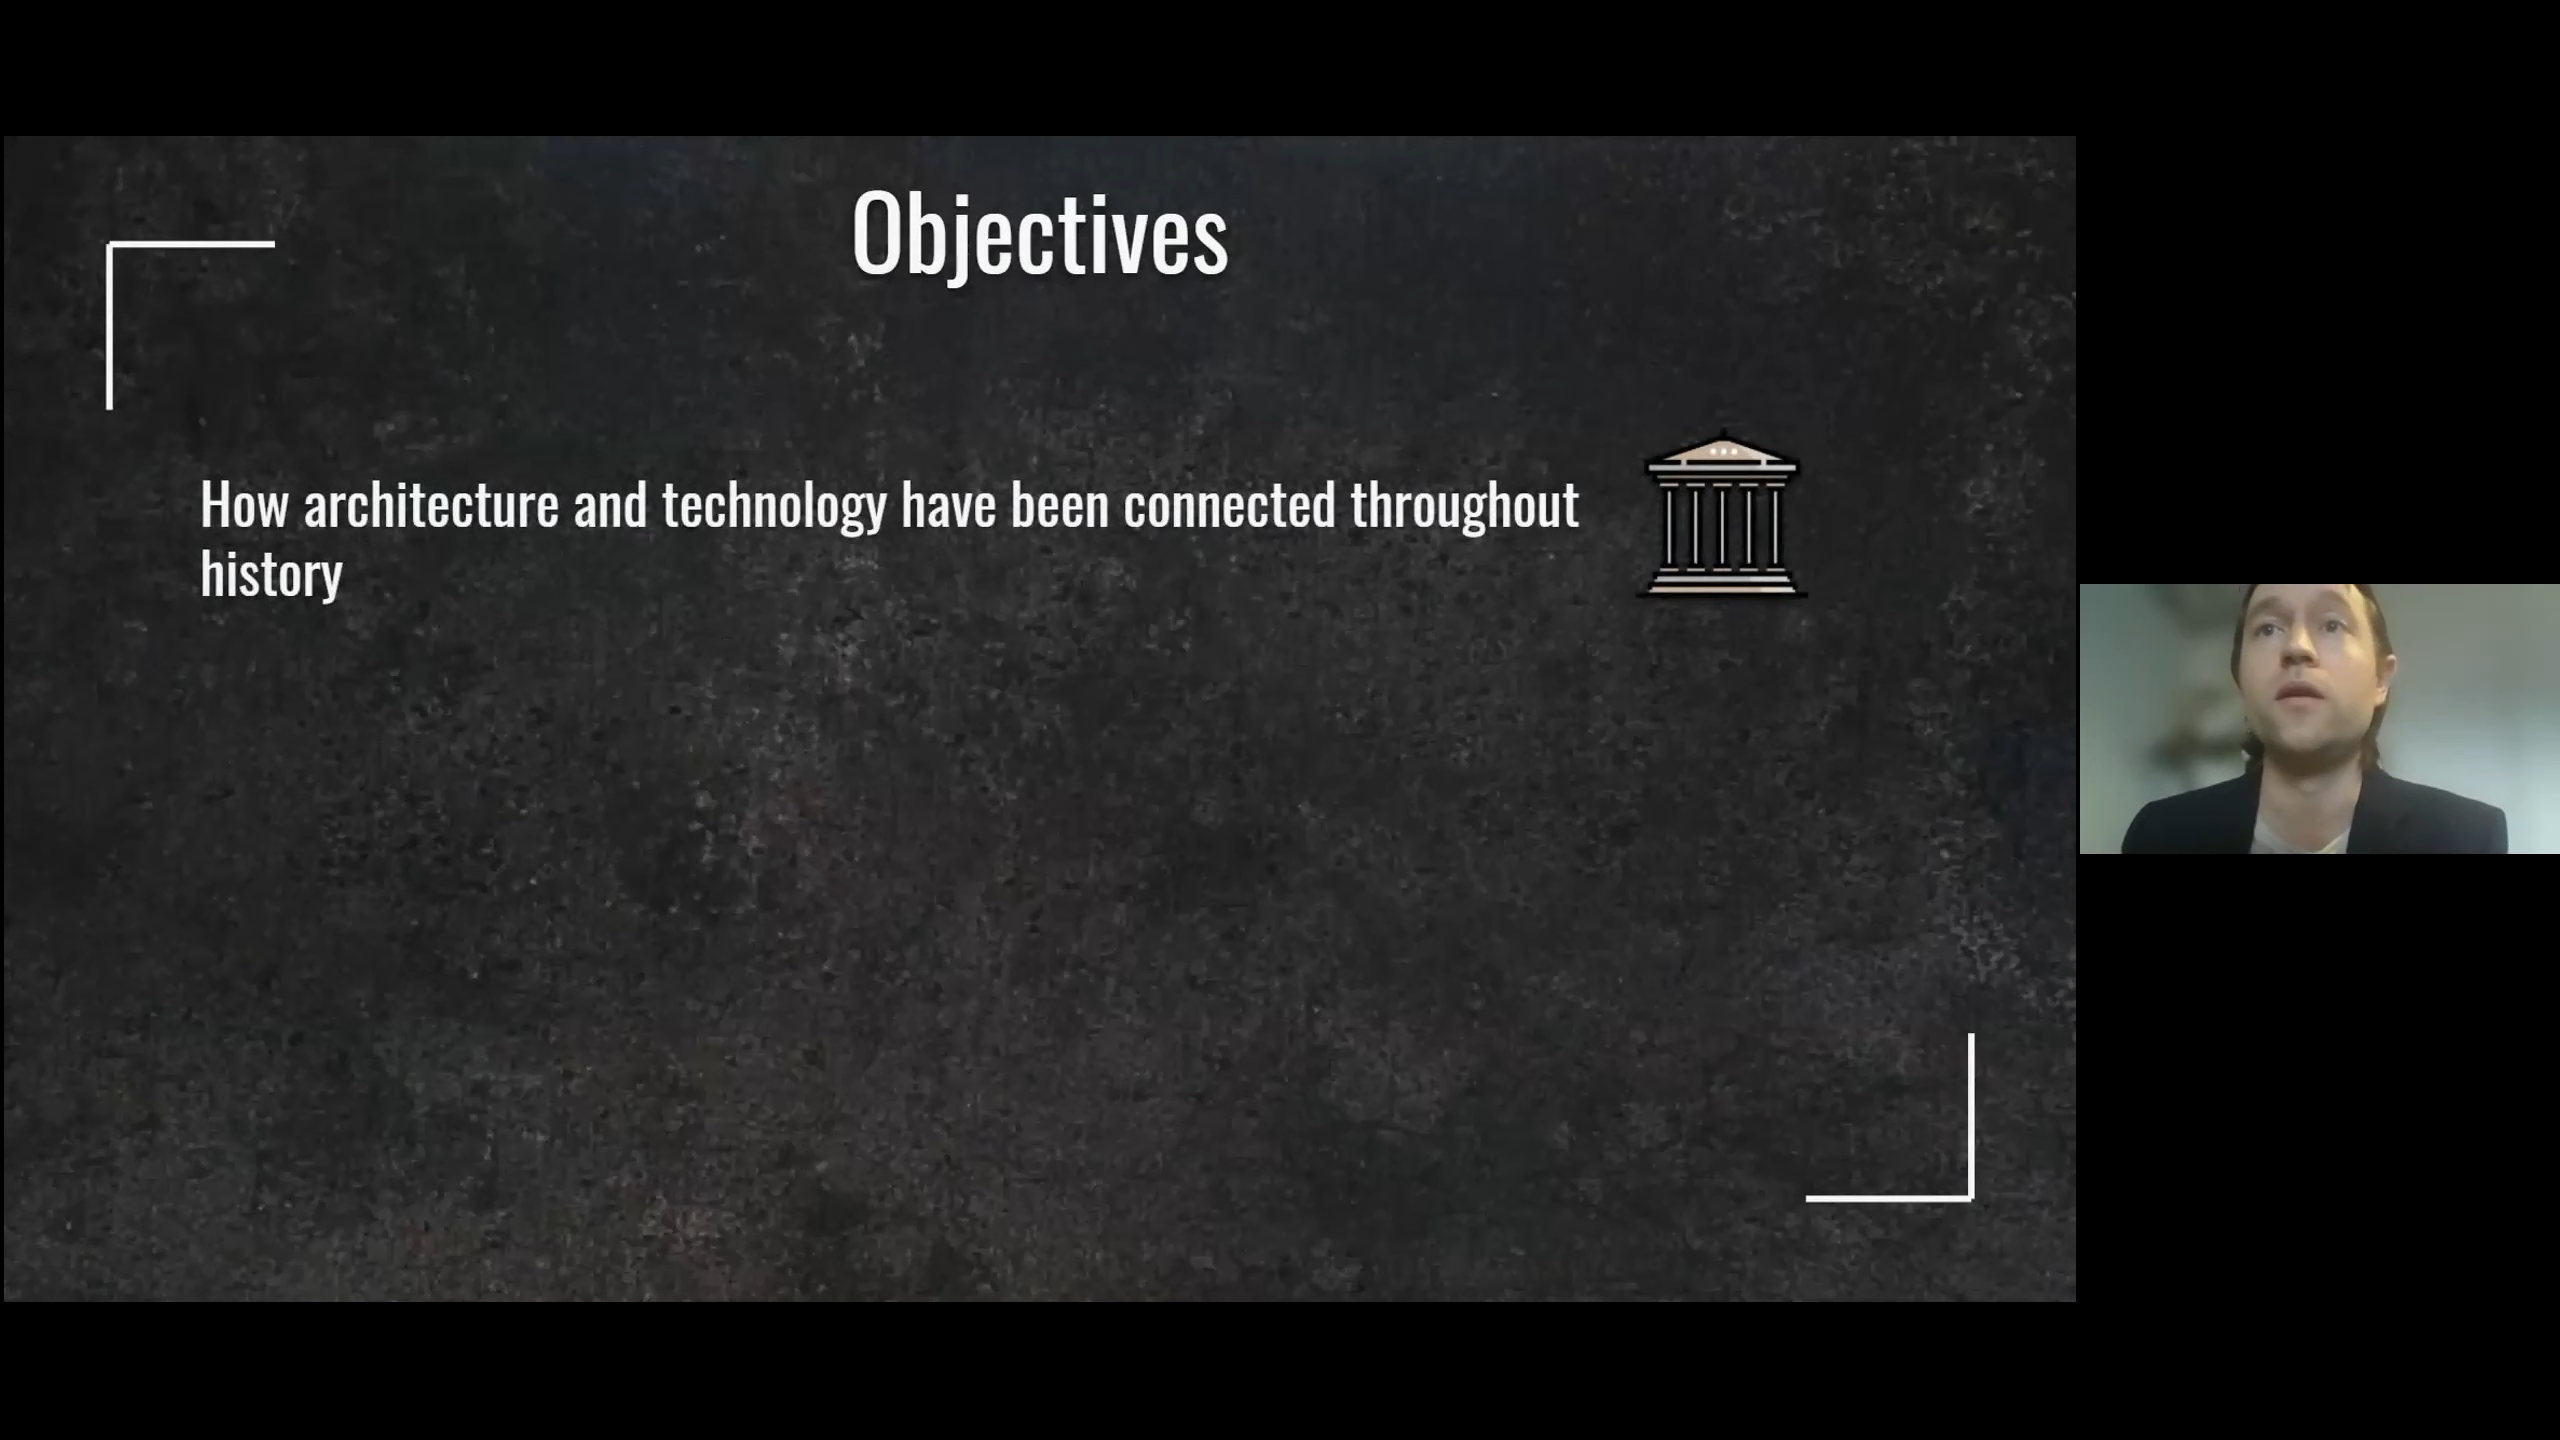 Objectives
How architecture and technology have been connected throughout
history